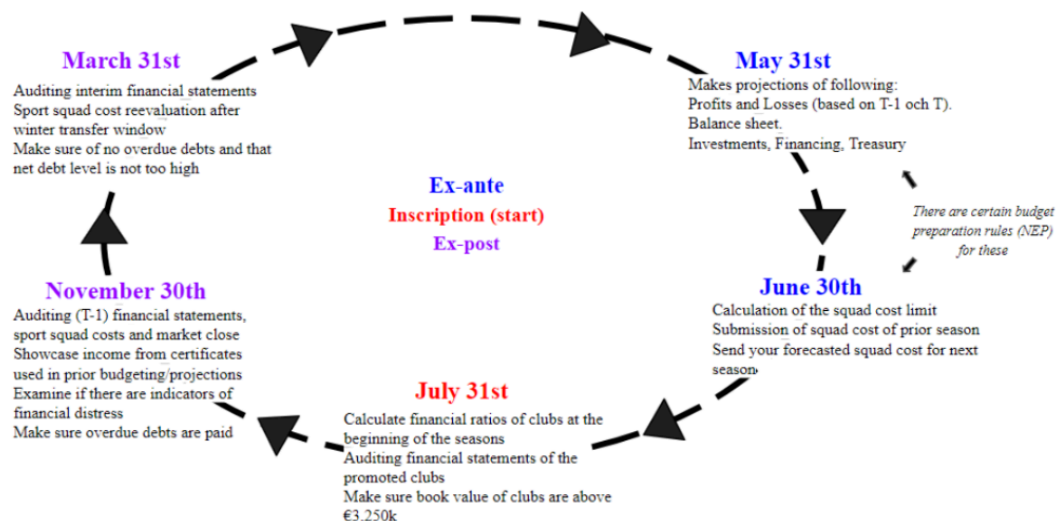 March 31st
Auditing interim financial statements
Sport squad cost reevaluation after
winter transfer window
Make sure of no overdue debts and that
net debt level is not too high
May 31st
Makes projections of following:
Profits and Losses (based on T-1 och T).
Balance sheet.
Investments, Financing, Treasury
Ex-ante
Inscription (start)
Ex-post
There are certain budget
preparation rules (NEP)
for these
November 30th
Auditing (T-1) financial statements,
sport squad costs and market close
Showcase income from certificates
used in prior budgeting/projections
Examine if there are indicators of
financial distress
Make sure overdue debts are paid
June 30th
Calculation of the squad cost limit
Submission of squad cost of prior season
Send your forecasted squad cost for next
season
July 31st
Calculate financial ratios of clubs at the
beginning of the seasons
Auditing financial statements of the
promoted clubs
Make sure book value of clubs are above
€3,250k